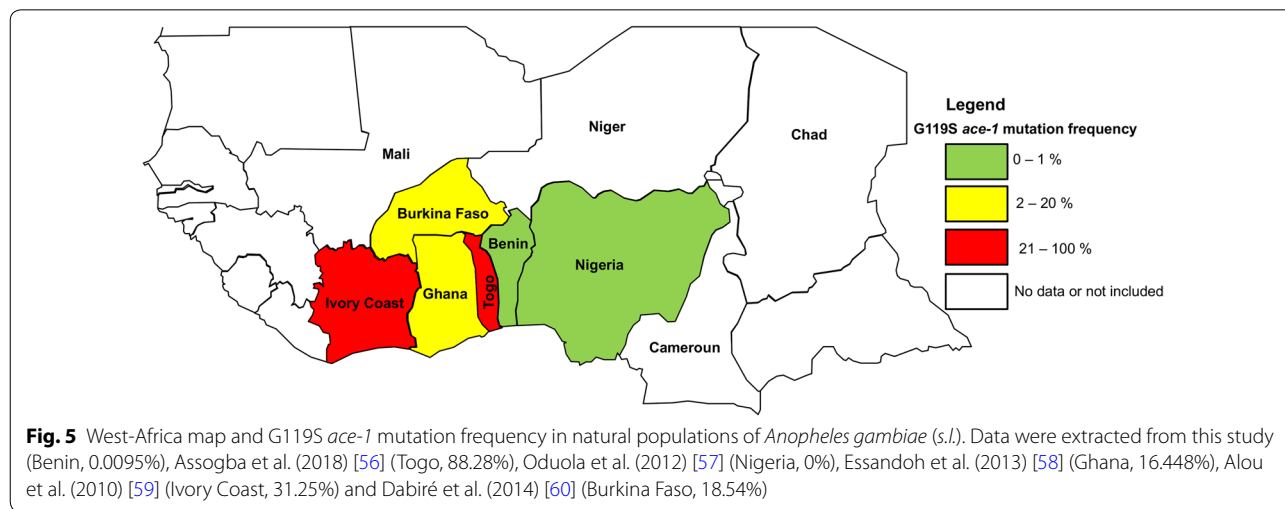 Legend
G119S ace-1 mutation frequency
Niger
Chad
0 – 1 %
Mali
2 – 20 %
Burkina Faso
Benin
21 – 100 %
Nigeria
Togo
Ghana
Ivory Coast
No data or not included
Cameroun
Fig. 5 West-Africa map and G119S ace-1 mutation frequency in natural populations of Anopheles gambiae (s.l.). Data were extracted from this study
(Benin, 0.0095%), Assogba et al. (2018) [56] (Togo, 88.28%), Oduola et al. (2012) [57] (Nigeria, 0%), Essandoh et al. (2013) [58] (Ghana, 16.448%), Alou
et al. (2010) [59] (Ivory Coast, 31.25%) and Dabiré et al. (2014) [60] (Burkina Faso, 18.54%)